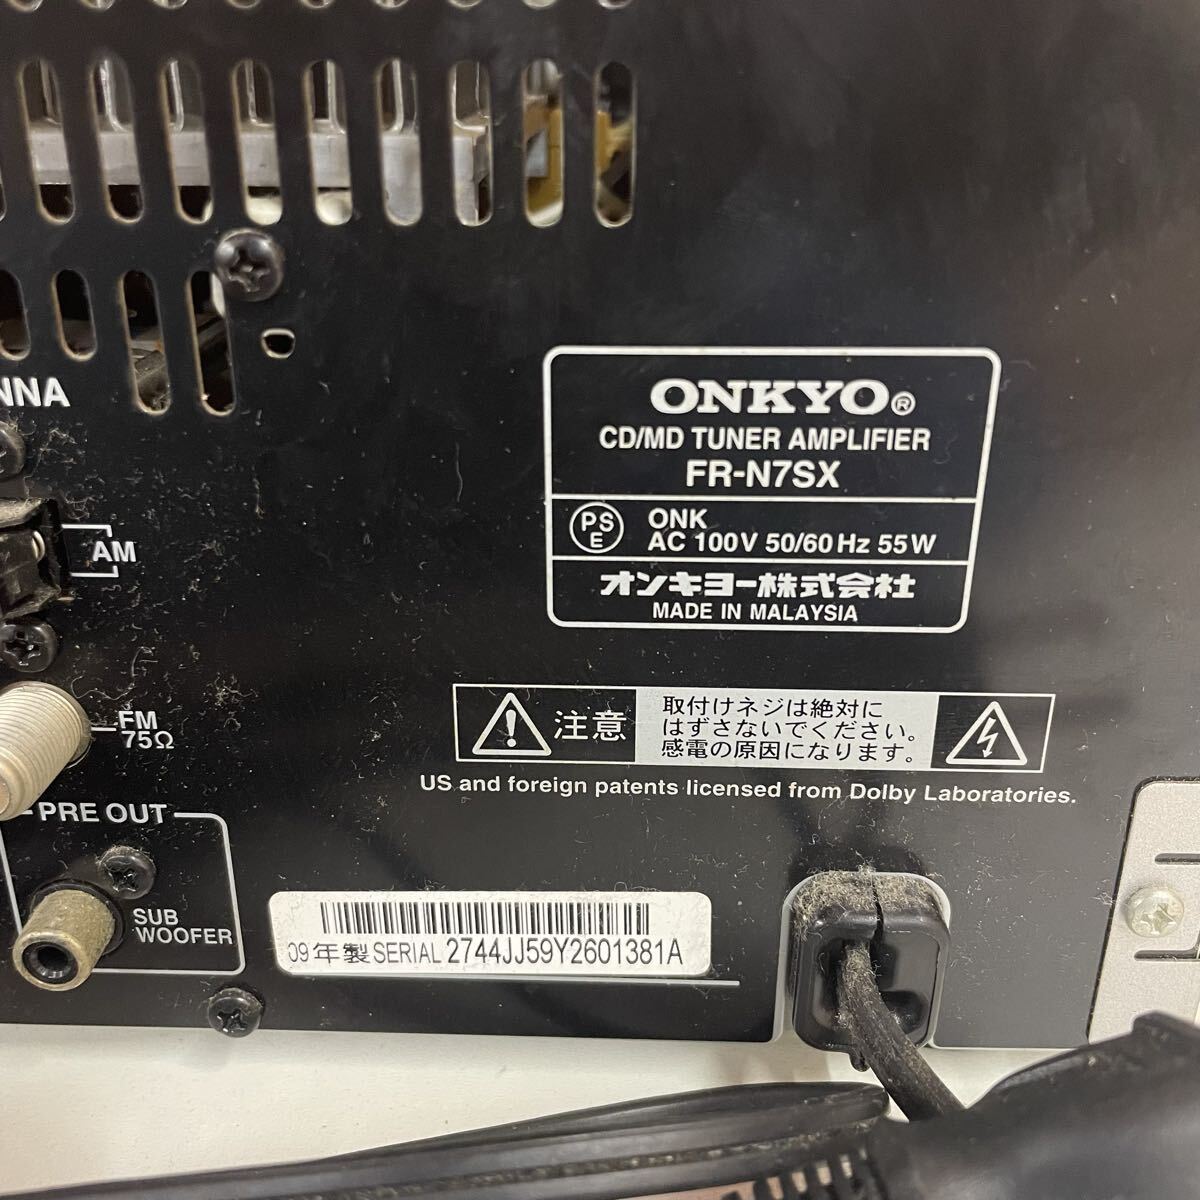 NNA
AM
FM
75Ω
PRE OUT
SUB
WOOFER
ONKYO®
CD/MD TUNER AMPLIFIER
FR-N7SX
PS
E
ONK
AC 100V 50/60Hz 55W
オンキヨー株式会社
MADE IN MALAYSIA
注意
取付けネジは絶対に
はずさないでください。
感電の原因になります。
US and foreign patents licensed from Dolby Laboratories.
09年製 SERIAL 2744JJ59Y2601381A